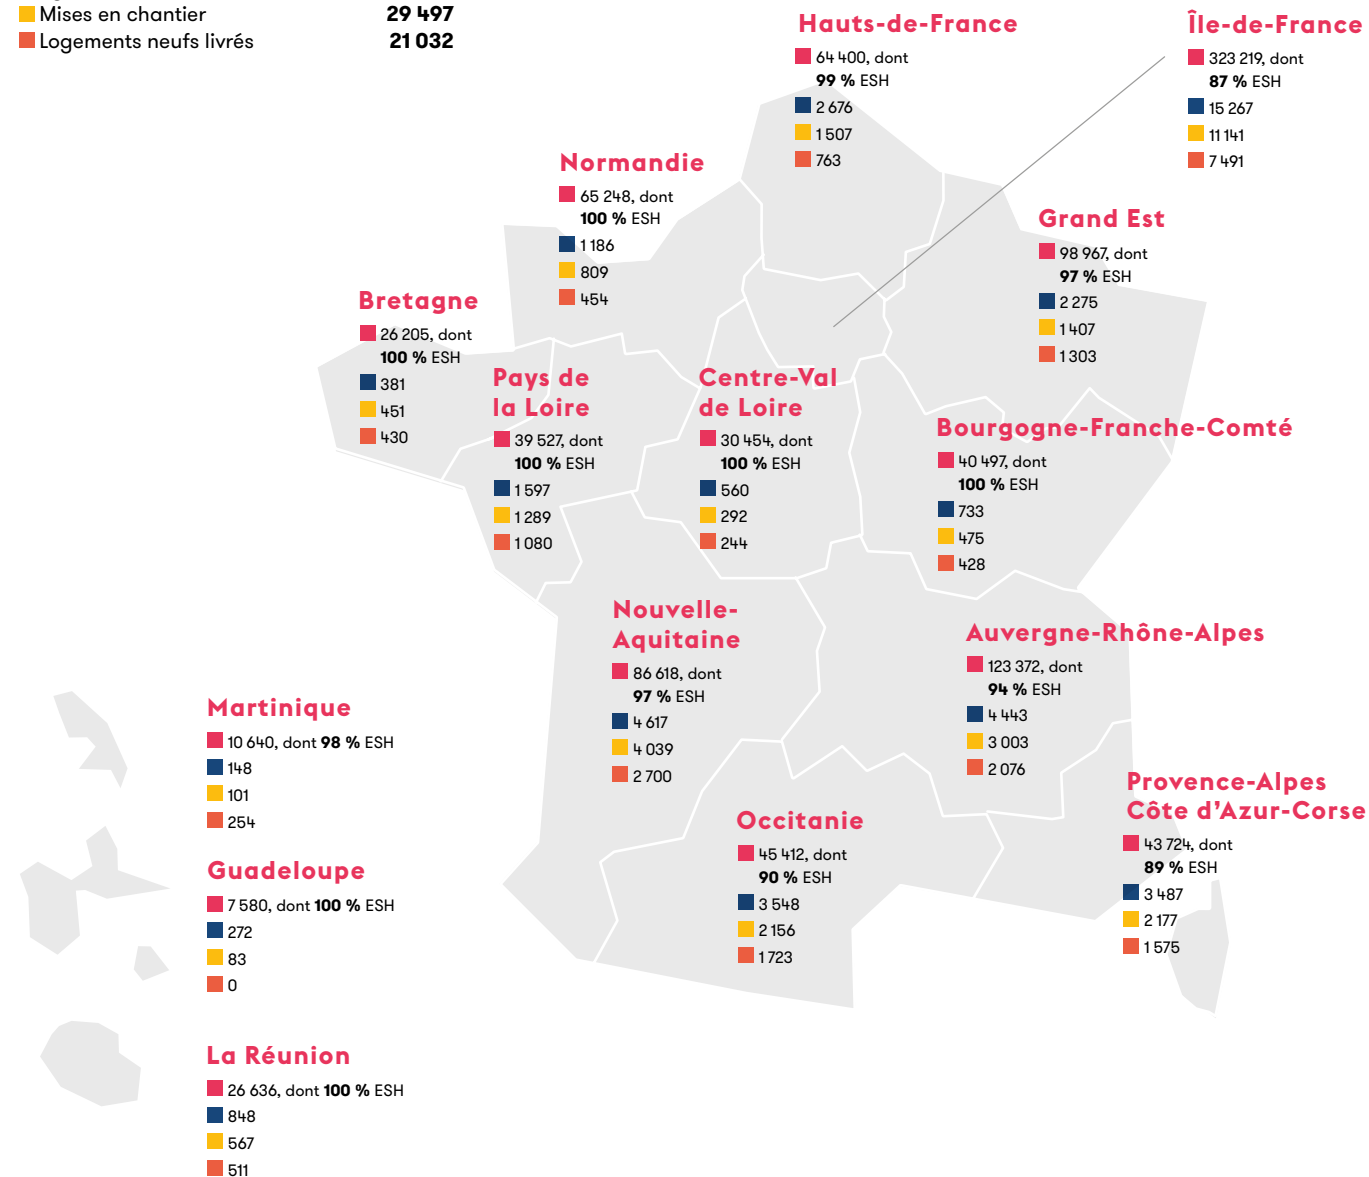 Mises en chantier 29 497
Logements neufs livrés 21 032
Hauts-de-France
64 400, dont
99 % ESH
2 676
1 507
763
Île-de-France
323 219, dont
87 % ESH
15 267
11 141
7 491
Normandie
65 248, dont
100 % ESH
1 186
809
454
Grand Est
98 967, dont
97 % ESH
2 275
1 407
1 303
Bretagne
26 205, dont
100 % ESH
381
451
430
Pays de
la Loire
39 527, dont
100 % ESH
1 597
1 289
1 080
Centre-Val
de Loire
30 454, dont
100 % ESH
560
292
244
Bourgogne-Franche-Comté
40 497, dont
100 % ESH
733
475
428
Nouvelle-
Aquitaine
86 618, dont
97 % ESH
4 617
4 039
2 700
Auvergne-Rhône-Alpes
123 372, dont
94 % ESH
4 443
3 003
2 076
Martinique
10 640, dont 98 % ESH
148
101
254
Provence-Alpes
Côte d'Azur-Corse
43 724, dont
89 % ESH
3 487
2 177
1 575
Occitanie
45 412, dont
90 % ESH
3 548
2 156
1 723
Guadeloupe
7 580, dont 100 % ESH
272
83
0
La Réunion
26 636, dont 100 % ESH
848
567
511